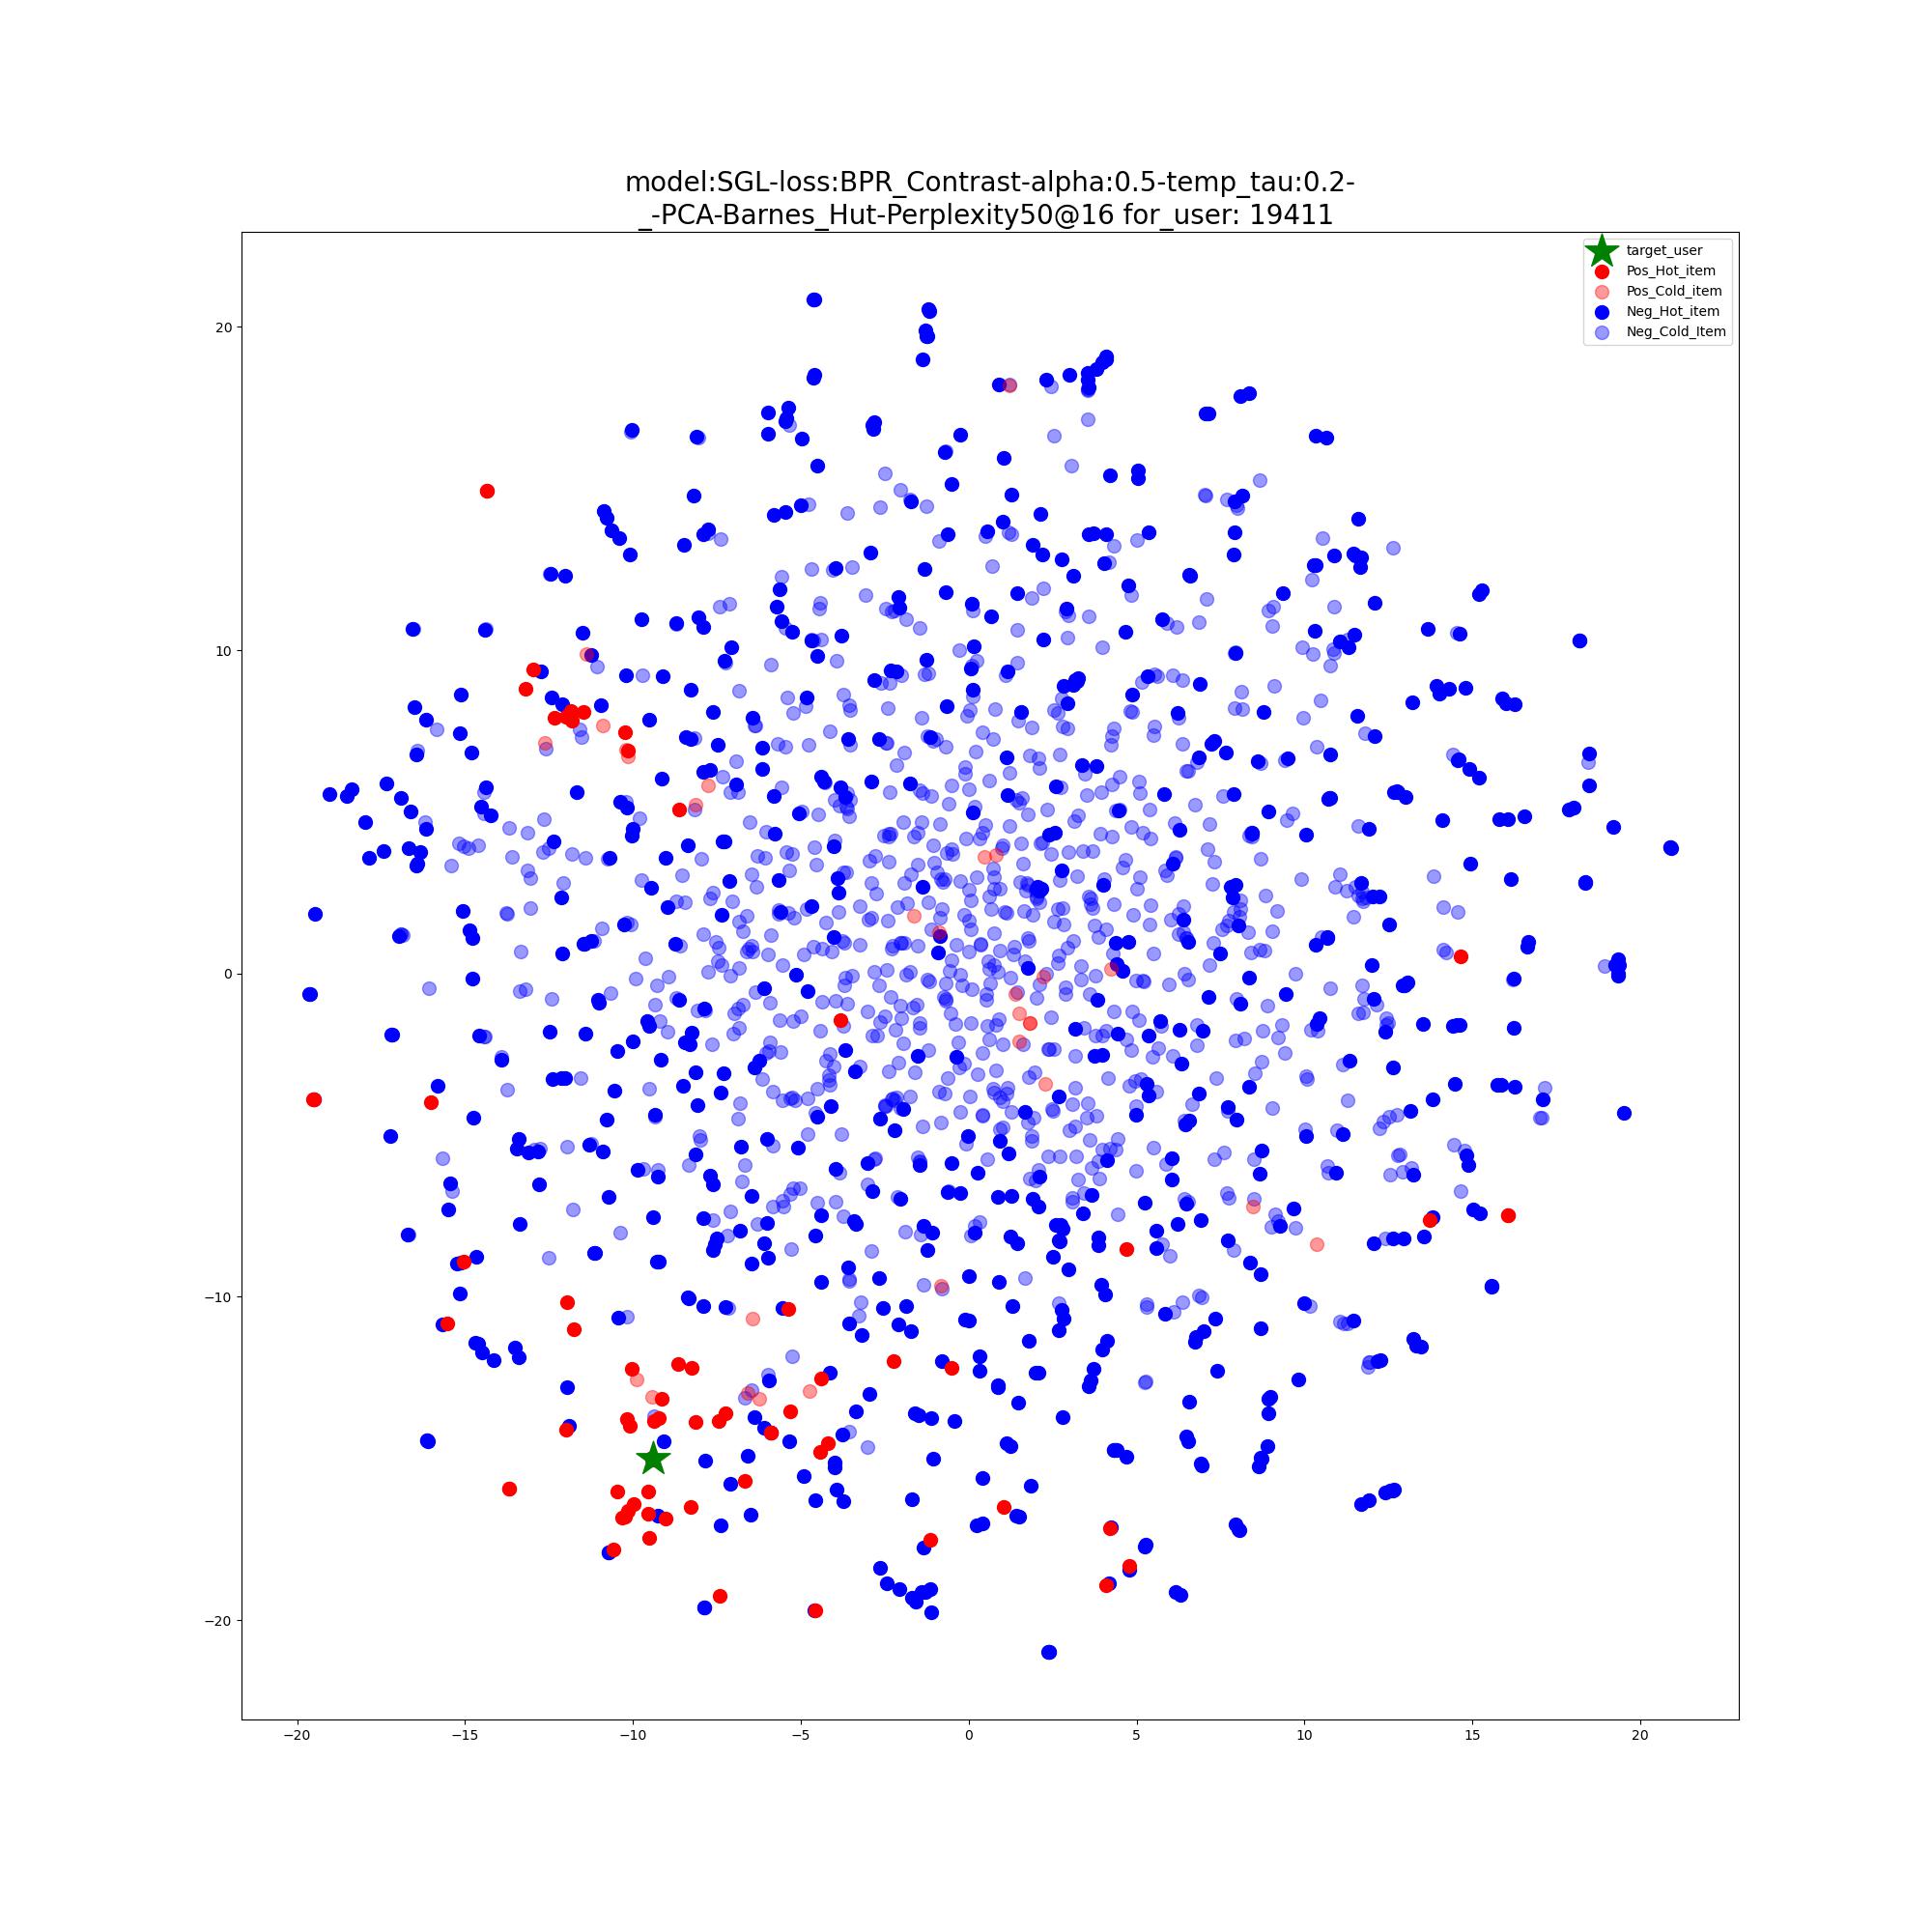 model:SGL-loss:BPR_Contrast-alpha:0.5-temp_tau:0.2-
_-PCA-Barnes_Hut-Perplexity50@16 for_user: 19411
target_user
Pos_Hot_item
Pos_Cold_item
Neg_Hot_item
Neg_Cold_Item
20
10
0
−10
−20
−20 −15 −10 −5 0 5 10 15 20